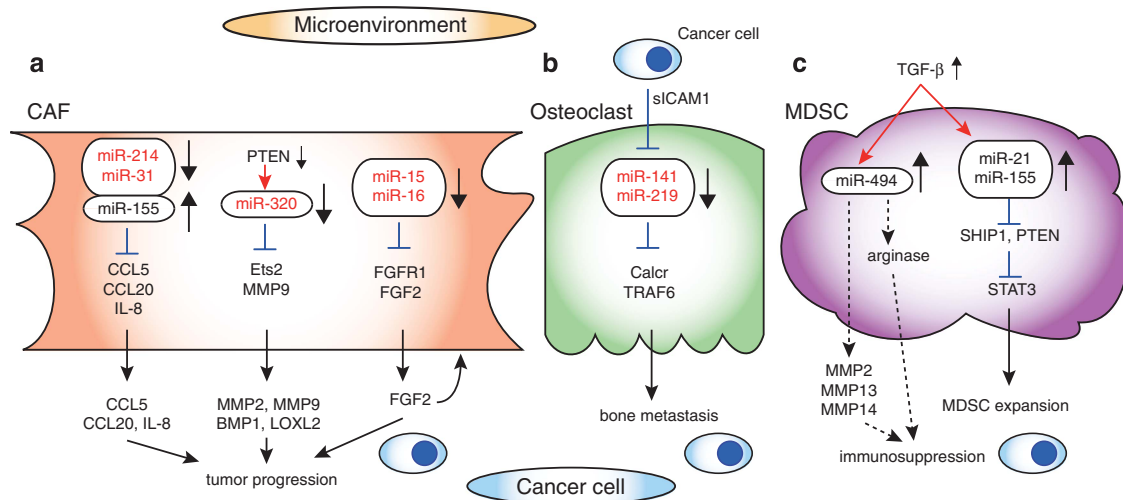 Microenvironment
a
CAF
miR-214
miR-31
miR-155
CCL5
CCL20
IL-8
CCL5
CCL20, IL-8
PTEN
miR-320
Ets2
MMP9
MMP2, MMP9
BMP1, LOXL2
miR-15
miR-16
FGFR1
FGF2
FGF2
tumor progression
b
Cancer cell
sICAM1
Osteoclast
miR-141
miR-219
Calcr
TRAF6
bone metastasis
c
TGF-β
MDSC
miR-494
arginase
MMP2
MMP13
MMP14
immunosuppression
miR-21
miR-155
SHIP1, PTEN
STAT3
MDSC expansion
Cancer cell